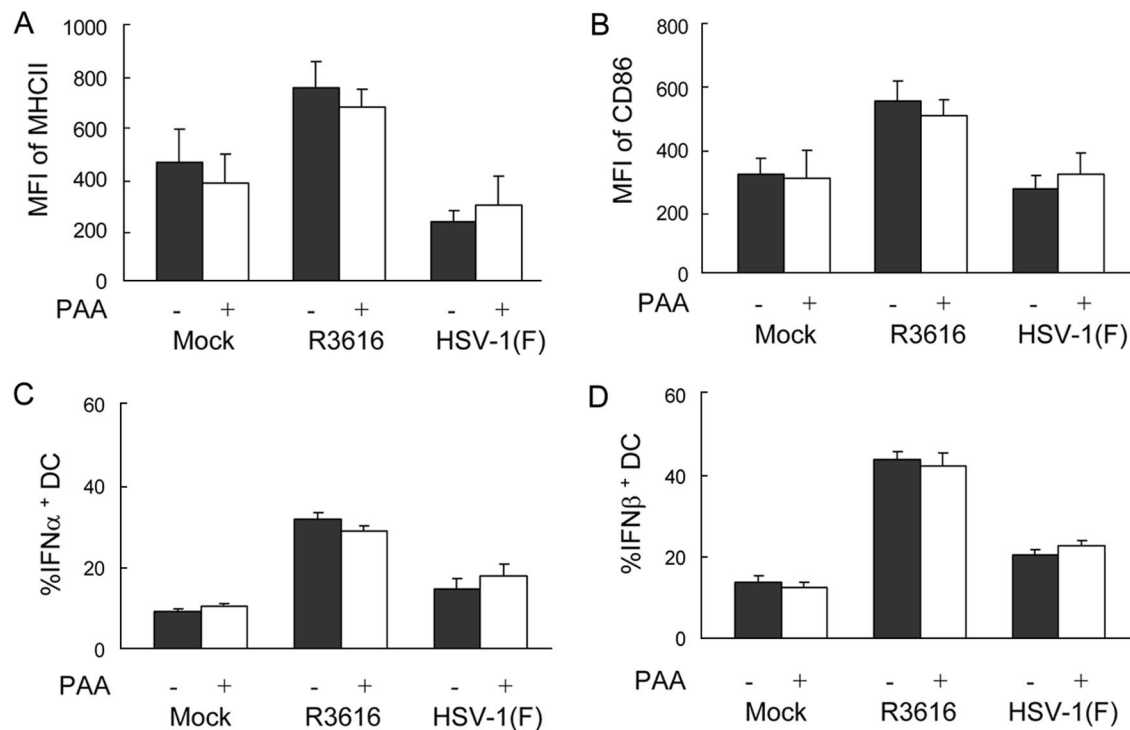 A
MFI of MHCII
1000
800
600
400
200
0
PAA - + - + - +
Mock R3616 HSV-1(F)
B
MFI of CD86
800
600
400
200
0
PAA - + - + - +
Mock R3616 HSV-1(F)
C
%IFNα + DC
60
40
20
0
PAA - + - + - +
Mock R3616 HSV-1(F)
D
%IFNβ + DC
60
40
20
0
PAA - + - + - +
Mock R3616 HSV-1(F)